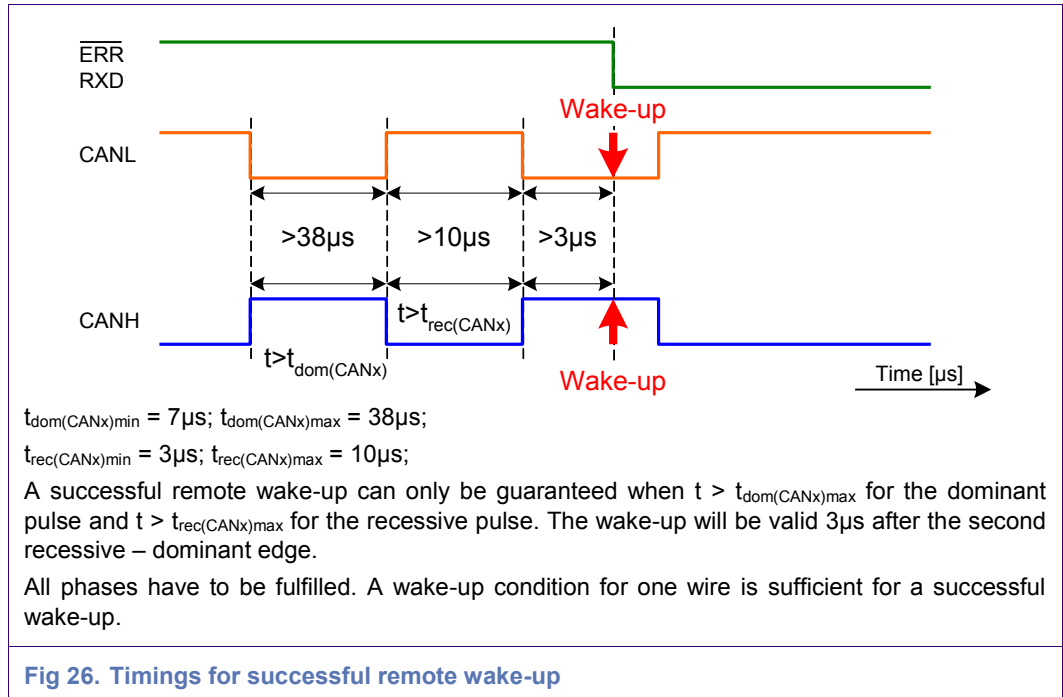 ERR
RXD
Wake-up
CANL
>38µs
>10µs
>3µs
CANH
t>trec(CANx)
t>tdom(CANx)
Wake-up
Time [µs]
tdom(CANx)min = 7µs; tdom(CANx)max = 38µs;
trec(CANx)min = 3µs; trec(CANx)max = 10µs;
A successful remote wake-up can only be guaranteed when t > tdom(CANx)max for the dominant
pulse and t > trec(CANx)max for the recessive pulse. The wake-up will be valid 3µs after the second
recessive – dominant edge.
All phases have to be fulfilled. A wake-up condition for one wire is sufficient for a successful
wake-up.
Fig 26. Timings for successful remote wake-up